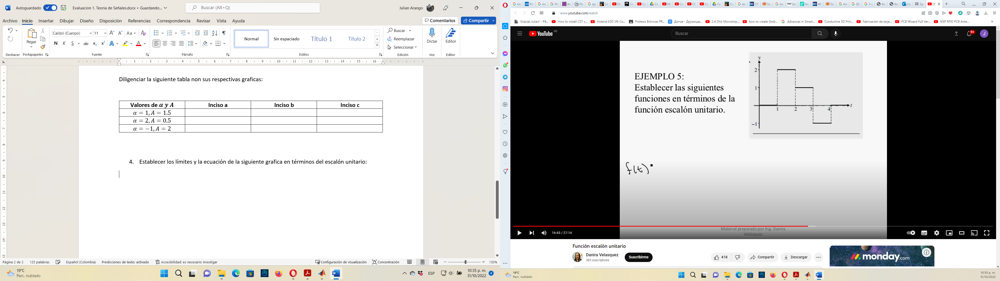 Autoguardado
Evaluacion 1. Teoria de Señales.docx • Guardando...
Buscar (Alt+Q)
Julian Arango
Archivo Inicio Insertar Dibujar Diseño Disposición Referencias Correspondencia Revisar Vista Ayuda
Comentarios Compartir
Pegar
Calibri (Cuerpo) 11
N K S ab x₂ x²
Normal Sin espaciado Título 1 Título 2
Buscar
Reemplazar
Seleccionar
Dictar
Editor
Deshacer Portapapeles Fuente Párrafo Estilos Edición Voz Editor
Diligenciar la siguiente tabla non sus respectivas graficas:
Valores de α y A Inciso a Inciso b Inciso c
α = 1, A = 1.5
α = 2, A = 0.5
α = −1, A = 2
4. Establecer los límites y la ecuación de la siguiente grafica en términos del escalón unitario:
Página 2 de 2 125 palabras Español (Colombia) Predicciones de texto: activado Accesibilidad: es necesario investigar Configuración de visualización Concentración 130%
19°C
Parc. nublado
ESP
10:35 p. m.
31/10/2022
4
www.youtube.com/watch
Gracias Julian! - P4... How to install CST s... Hotend E3D V6: Co... Prótesis Biónicas PR... Догма - Дружище... 2.4 GHz Microstrip... how to create Gerb... Advances in Smart... Conductive 3D Prin... Fabricación de tarje... PCB Wizard Full Ver... NXP RFID PCB Ante...
YouTube CO
Buscar
9+
J
EJEMPLO 5:
Establecer las siguientes
funciones en términos de la
función escalón unitario.
y
2
1
−1
1 2 3 4 t
f(t)
Material preparado por Ing. Danira
Velásquez
16:43 / 27:14
Función escalón unitario
Danira Velasquez
383 suscriptores
Suscribirme
418
Compartir
Descargar
monday.com
19°C
Parc. nublado
10:35 p. m.
31/10/2022